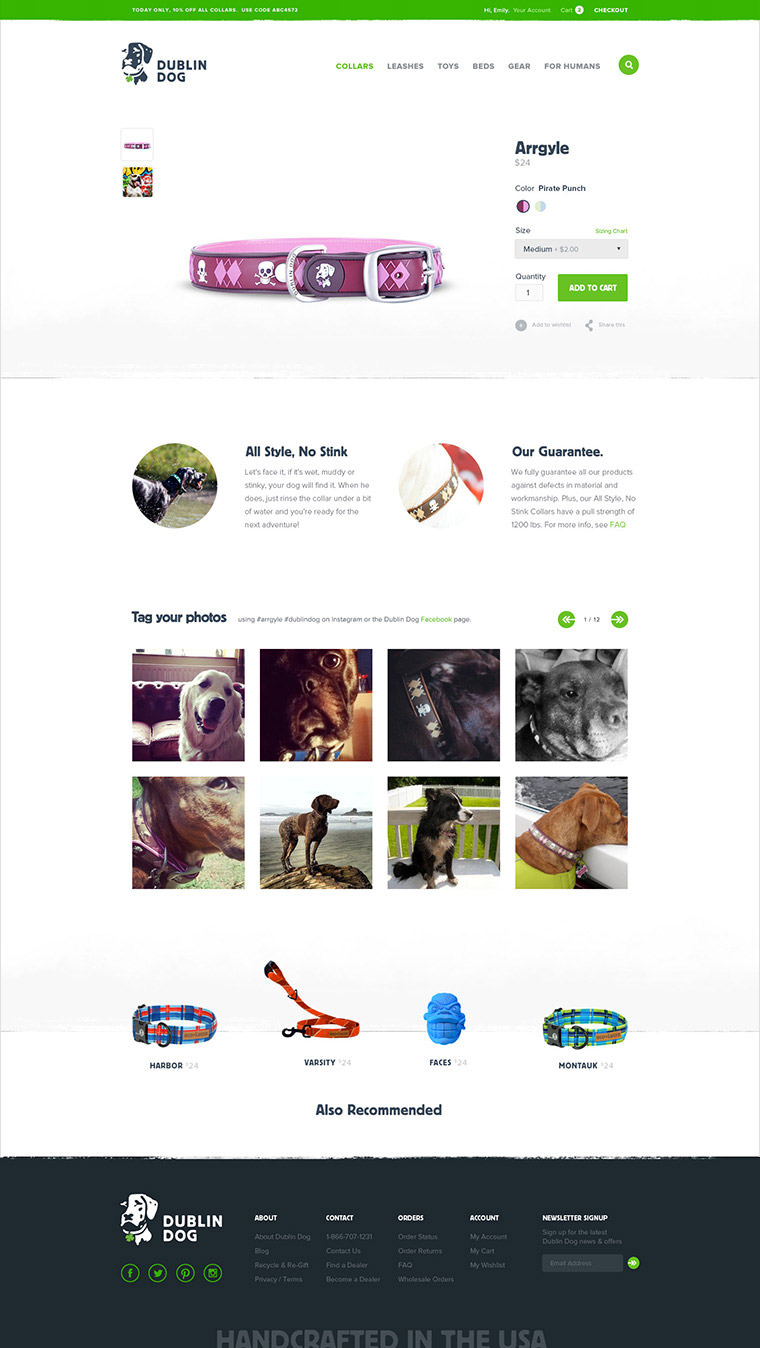 TODAY ONLY, 10% OFF ALL COLLARS. USE CODE ABC4573
Hi, Emily. Your Account Cart 2 CHECKOUT
DUBLIN
DOG
COLLARS LEASHES TOYS BEDS GEAR FOR HUMANS
Arrgyle
$24
Color Pirate Punch
Size Sizing Chart
Medium + $2.00
Quantity
1 ADD TO CART
Add to wishlist Share this
DUBLIN DOG
All Style, No Stink
Let's face it, if it's wet, muddy or
stinky, your dog will find it. When he
does, just rinse the collar under a bit
of water and you're ready for the
next adventure!
Our Guarantee.
We fully guarantee all our products
against defects in material and
workmanship. Plus, our All Style, No
Stink Collars have a pull strength of
1200 lbs. For more info, see FAQ
Tag your photos using #arrgyle #dublindog on Instagram or the Dublin Dog Facebook page.
1 / 12
HARBOR $24
VARSITY $24
FACES $24
MONTAUK $24
Also Recommended
DUBLIN
DOG
ABOUT
About Dublin Dog
Blog
Recycle & Re-Gift
Privacy / Terms
CONTACT
1-866-707-1231
Contact Us
Find a Dealer
Become a Dealer
ORDERS
Order Status
Order Returns
FAQ
Wholesale Orders
ACCOUNT
My Account
My Cart
My Wishlist
NEWSLETTER SIGNUP
Sign up for the latest
Dublin Dog news & offers
Email Address
HANDCRAFTED IN THE USA